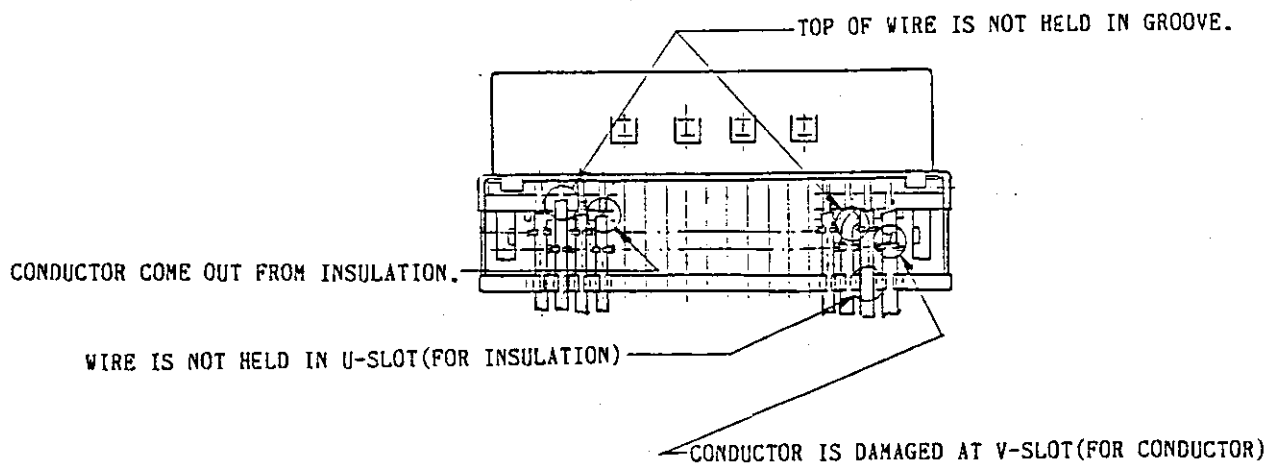 TOP OF WIRE IS NOT HELD IN GROOVE.
CONDUCTOR COME OUT FROM INSULATION.
WIRE IS NOT HELD IN U-SLOT(FOR INSULATION)
CONDUCTOR IS DAMAGED AT V-SLOT(FOR CONDUCTOR)